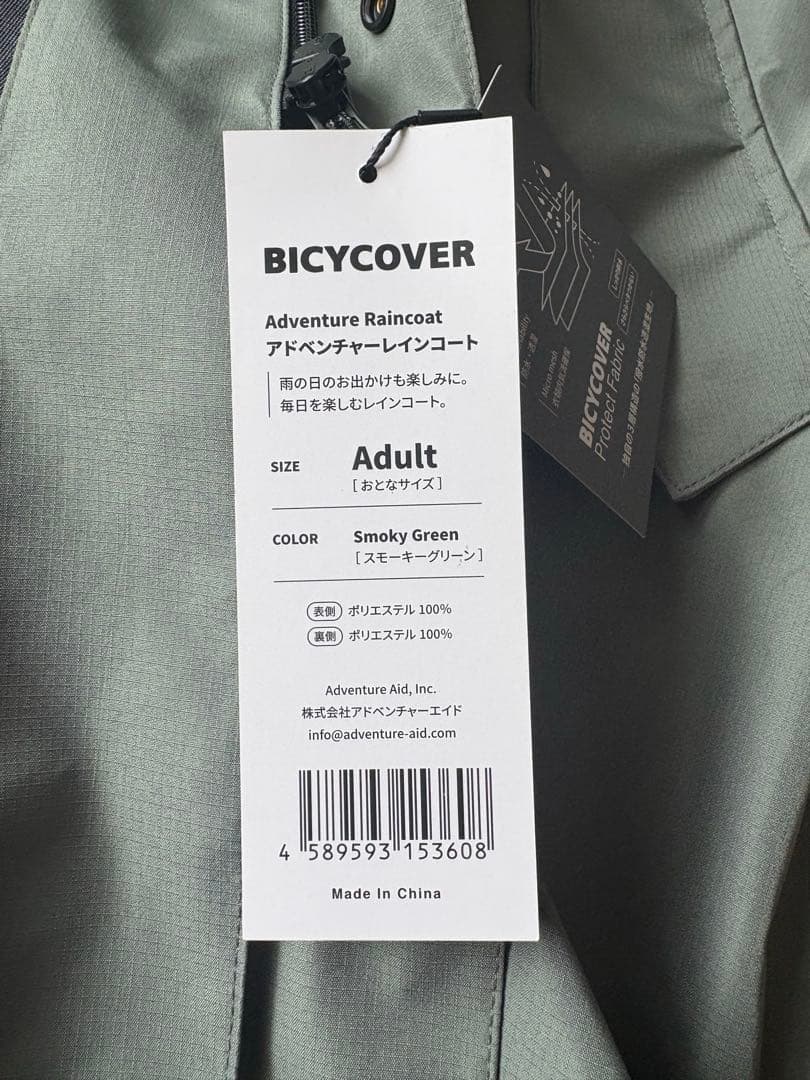 BICYCOVER
Adventure Raincoat
アドベンチャーレインコート
雨の日のお出かけも楽しみに。
毎日を楽しむレインコート。
SIZE Adult
[おとなサイズ]
COLOR Smoky Green
[スモーキーグリーン]
表側 ポリエステル 100%
裏側 ポリエステル 100%
Adventure Aid, Inc.
株式会社アドベンチャーエイド
info@adventure-aid.com
4 589593 153608
Made In China
Micro mesh
BICYCOVER
Protect Fabric